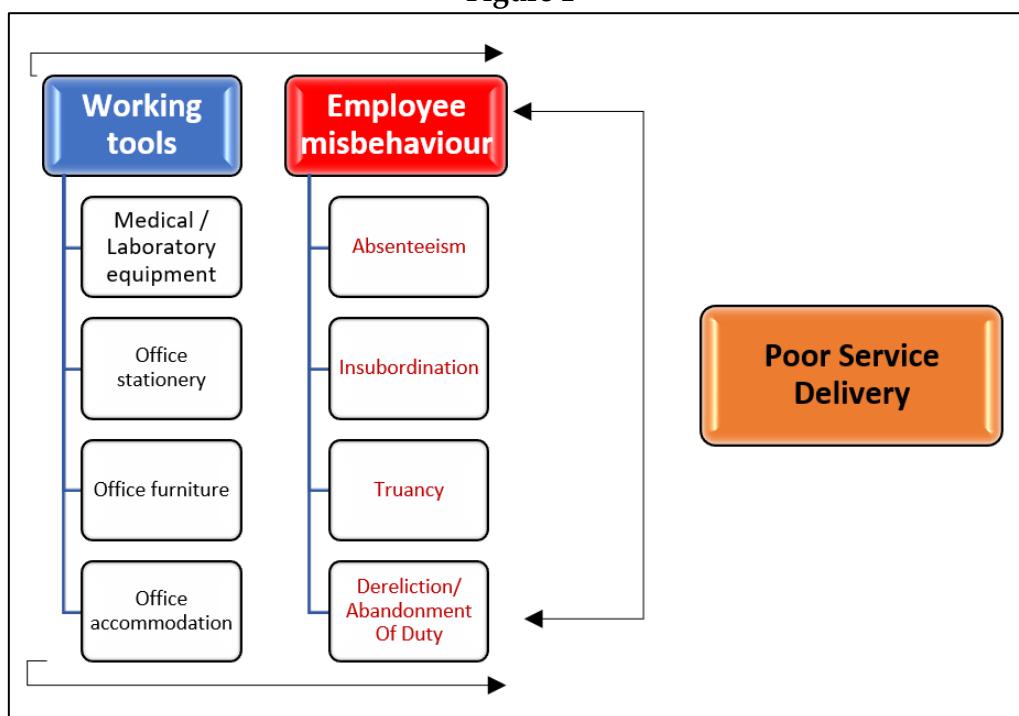 Working
tools
Medical /
Laboratory
equipment
Office
stationery
Office furniture
Office
accommodation
Employee
misbehaviour
Absenteeism
Insubordination
Truancy
Dereliction/
Abandonment
Of Duty
Poor Service
Delivery